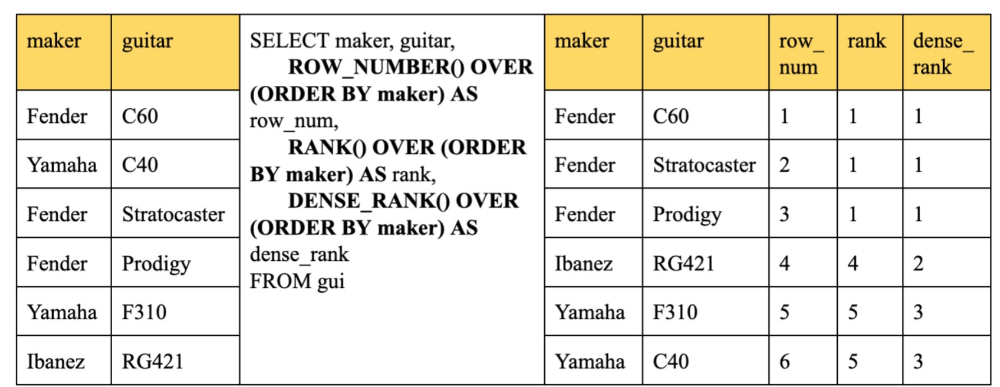 maker guitar
Fender C60
Yamaha C40
Fender Stratocaster
Fender Prodigy
Yamaha F310
Ibanez RG421
SELECT maker, guitar,
ROW_NUMBER() OVER
(ORDER BY maker) AS
row_num,
RANK() OVER (ORDER
BY maker) AS rank,
DENSE_RANK() OVER
(ORDER BY maker) AS
dense_rank
FROM gui
maker guitar row_ rank dense_
num rank
Fender C60 1 1 1
Fender Stratocaster 2 1 1
Fender Prodigy 3 1 1
Ibanez RG421 4 4 2
Yamaha F310 5 5 3
Yamaha C40 6 5 3